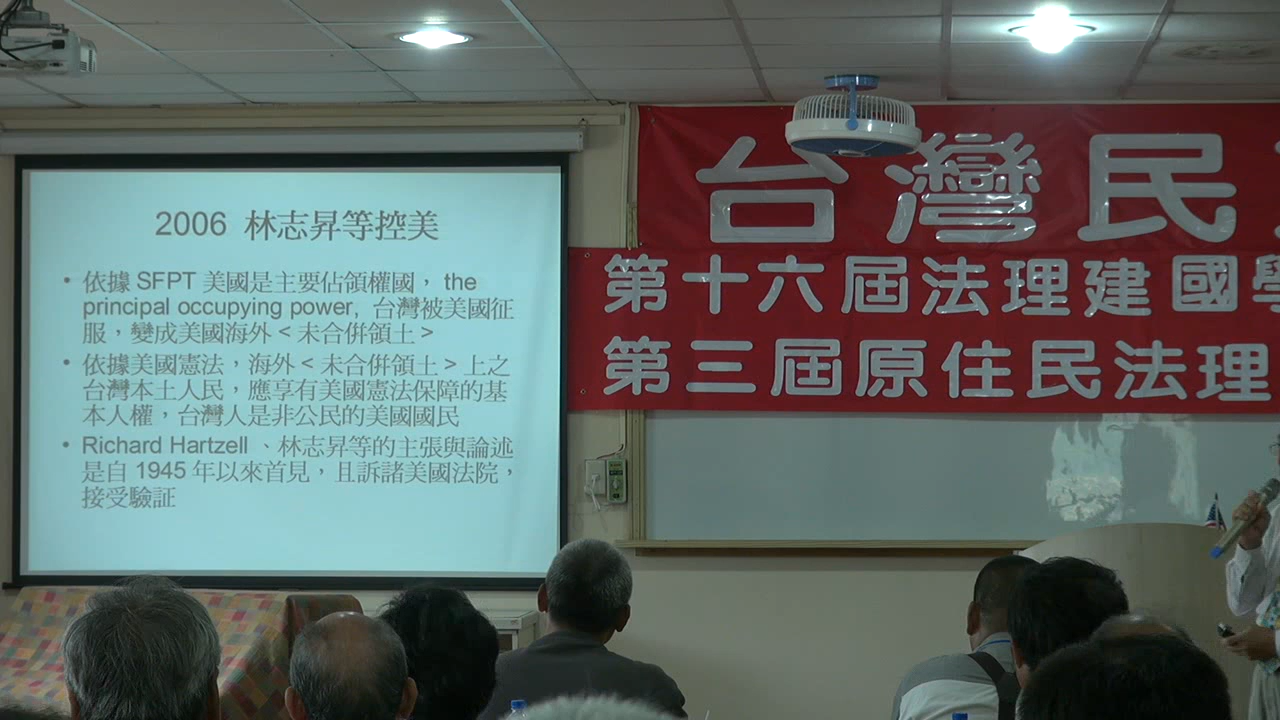 2006 林志昇等控美
• 依據 SFPT 美國是主要佔領權國， the
principal occupying power, 台灣被美國征
服，變成美國海外 < 未合併領土 >
• 依據美國憲法，海外 < 未合併領土 > 上之
台灣本土人民，應享有美國憲法保障的基
本人權，台灣人是非公民的美國國民
• Richard Hartzell 、林志昇等的主張與論述
是自 1945 年以來首見，且訴諸美國法院，
接受驗証
台灣民
第十六屆法理建國學
第三屆原住民法理